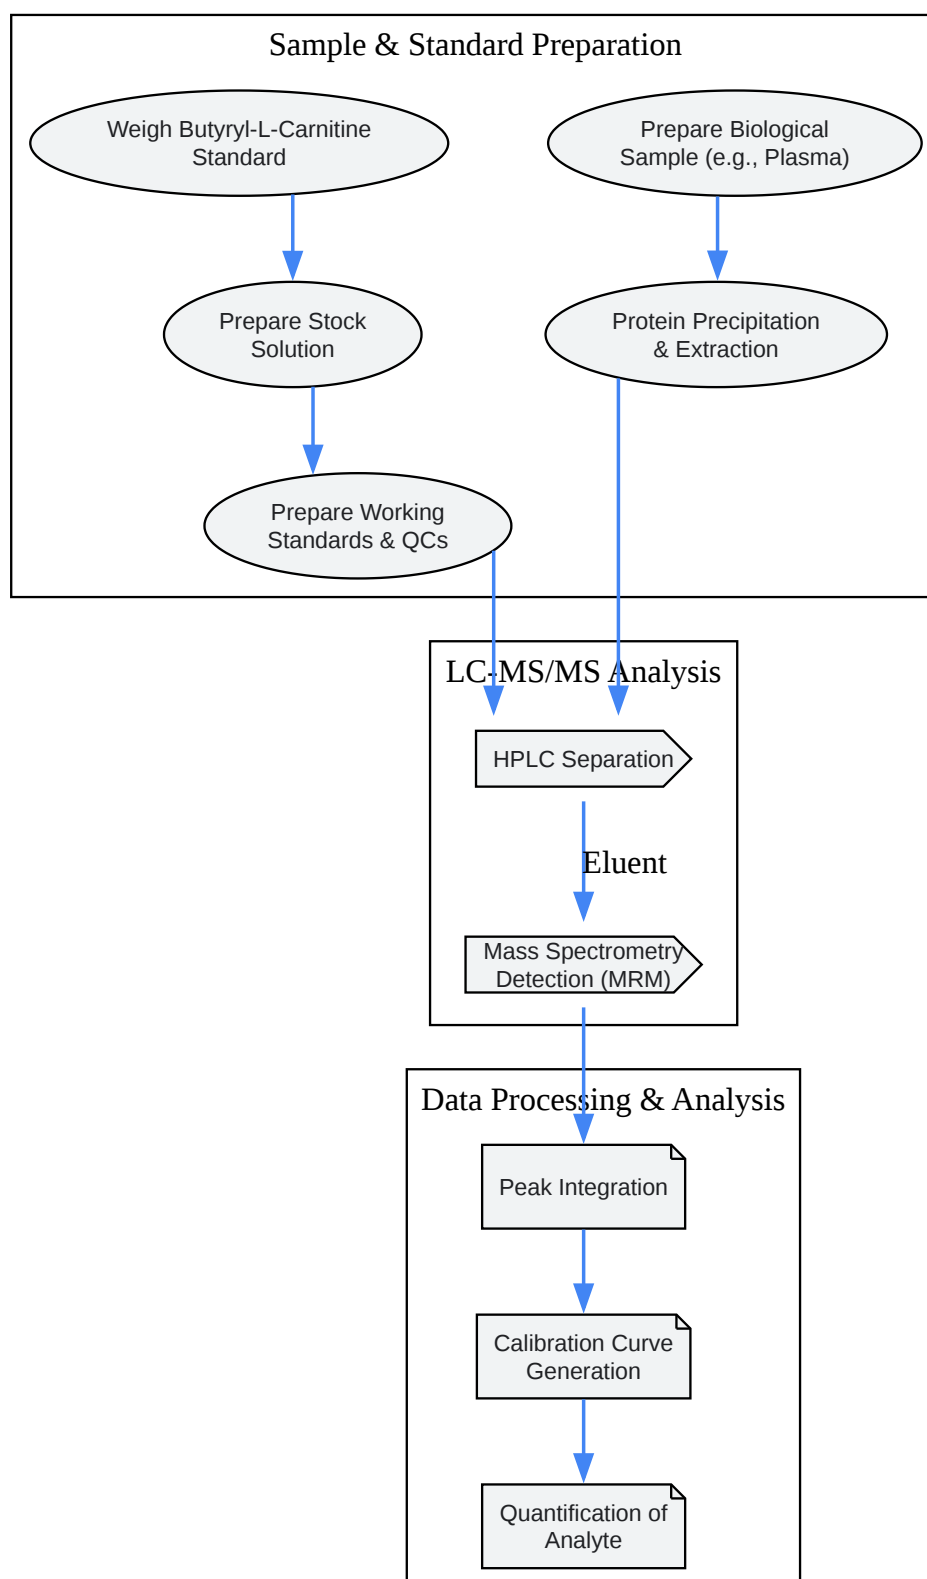 Sample & Standard Preparation
Weigh Butyryl-L-Carnitine
Standard
Prepare Biological
Sample (e.g., Plasma)
Prepare Stock
Solution
Protein Precipitation
& Extraction
Prepare Working
Standards & QCs
LC-MS/MS Analysis
HPLC Separation
Eluent
Mass Spectrometry
Detection (MRM)
Data Processing & Analysis
Peak Integration
Calibration Curve
Generation
Quantification of
Analyte